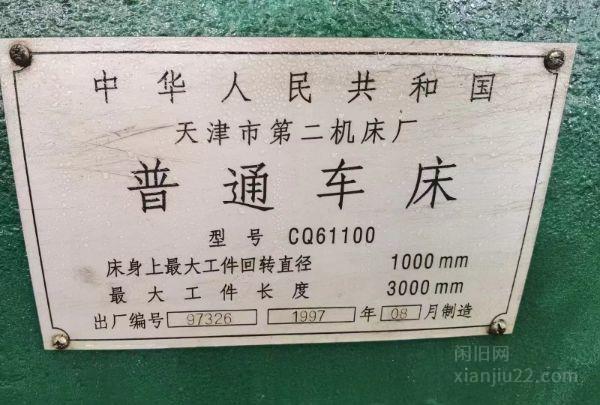 中华人民共和国
天津市第二机床厂
普通车床
型号 CQ61100
床身上最大工件回转直径 1000mm
最大工件长度 3000mm
出厂编号 97326 1997 年 08 月制造
闲旧网
xianjiu22.com